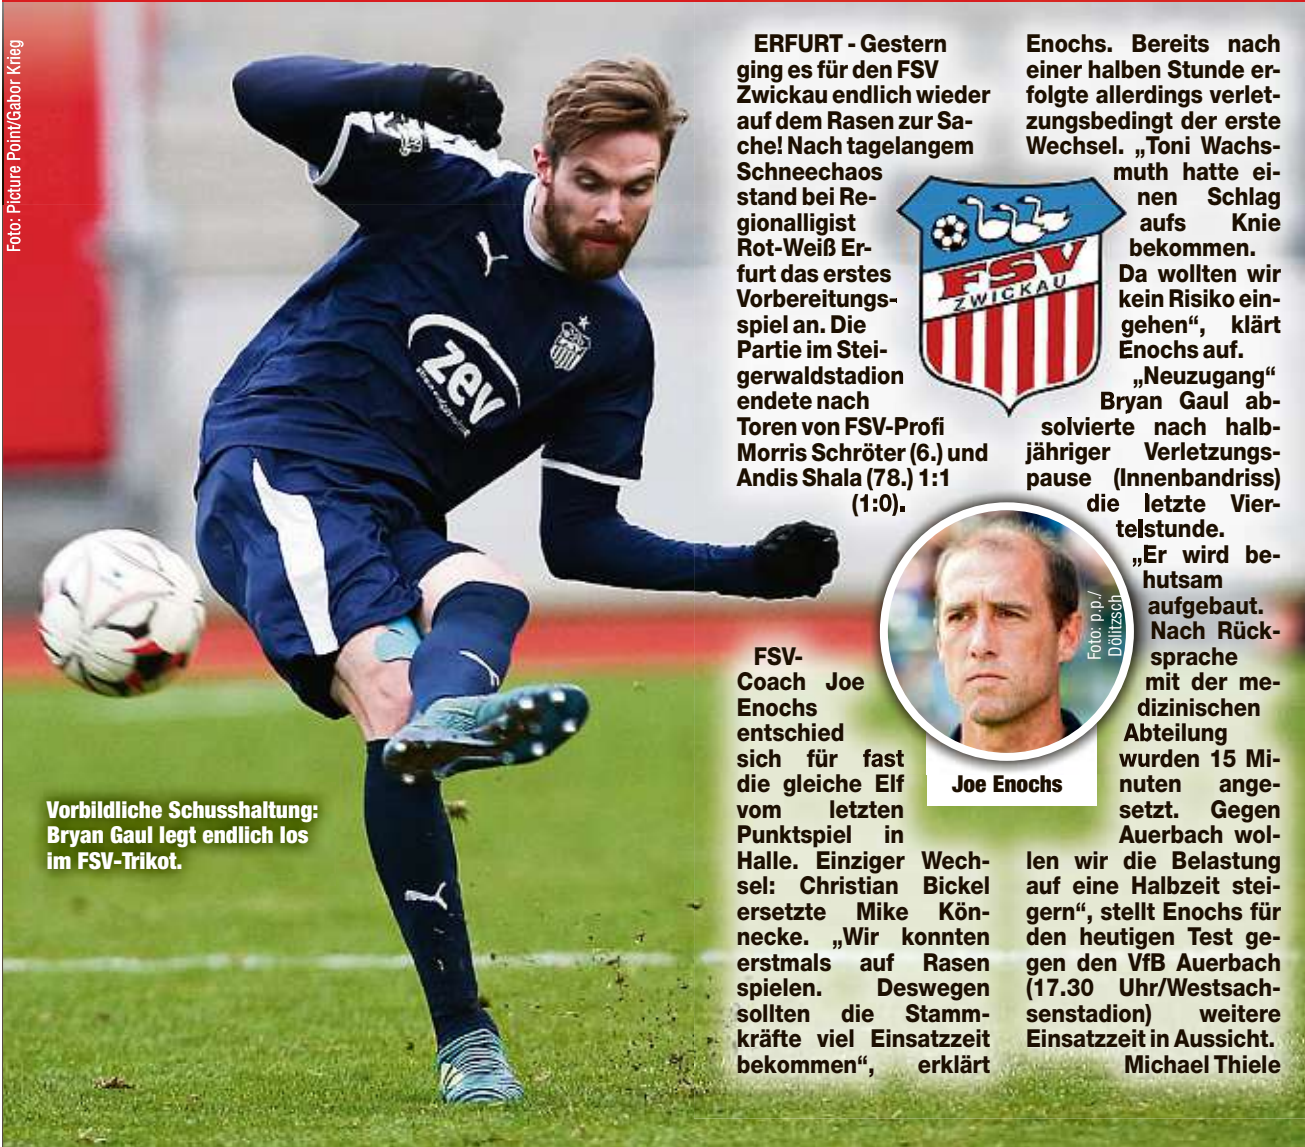 Foto: Picture Point/Gabor Krieg
zev
Vorbildliche Schusshaltung:
Bryan Gaul legt endlich los
im FSV-Trikot.
ERFURT - Gestern
ging es für den FSV
Zwickau endlich wieder
auf dem Rasen zur Sa-
che! Nach tagelangem
Schneechaos
stand bei Re-
gionalligist
Rot-Weiß Er-
furt das erstes
Vorbereitungs-
spiel an. Die
Partie im Stei-
gerwaldstadion
endete nach
Toren von FSV-Profi
Morris Schröter (6.) und
Andis Shala (78.) 1:1
(1:0).
FSV-
Coach Joe
Enochs
entschied
sich für fast
die gleiche Elf
vom letzten
Punktspiel in
Halle. Einziger Wech-
sel: Christian Bickel
ersetzte Mike Kön-
necke. „Wir konnten
erstmals auf Rasen
spielen. Deswegen
sollten die Stamm-
kräfte viel Einsatzzeit
bekommen“, erklärt
FSV
ZWICKAU
Foto: p.p./
Dölitzsch
Joe Enochs
Enochs. Bereits nach
einer halben Stunde er-
folgte allerdings verlet-
zungsbedingt der erste
Wechsel. „Toni Wachs-
muth hatte ei-
nen Schlag
aufs Knie
bekommen.
Da wollten wir
kein Risiko ein-
gehen“, klärt
Enochs auf.
„Neuzugang“
Bryan Gaul ab-
solvierte nach halb-
jähriger Verletzungs-
pause (Innenbandriss)
die letzte Vier-
telstunde.
„Er wird be-
hutsam
aufgebaut.
Nach Rück-
sprache
mit der me-
dizinischen
Abteilung
wurden 15 Mi-
nuten ange-
setzt. Gegen
Auerbach wol-
len wir die Belastung
auf eine Halbzeit stei-
gern“, stellt Enochs für
den heutigen Test ge-
gen den VfB Auerbach
(17.30 Uhr/Westsach-
senstadion) weitere
Einsatzzeit in Aussicht.
Michael Thiele